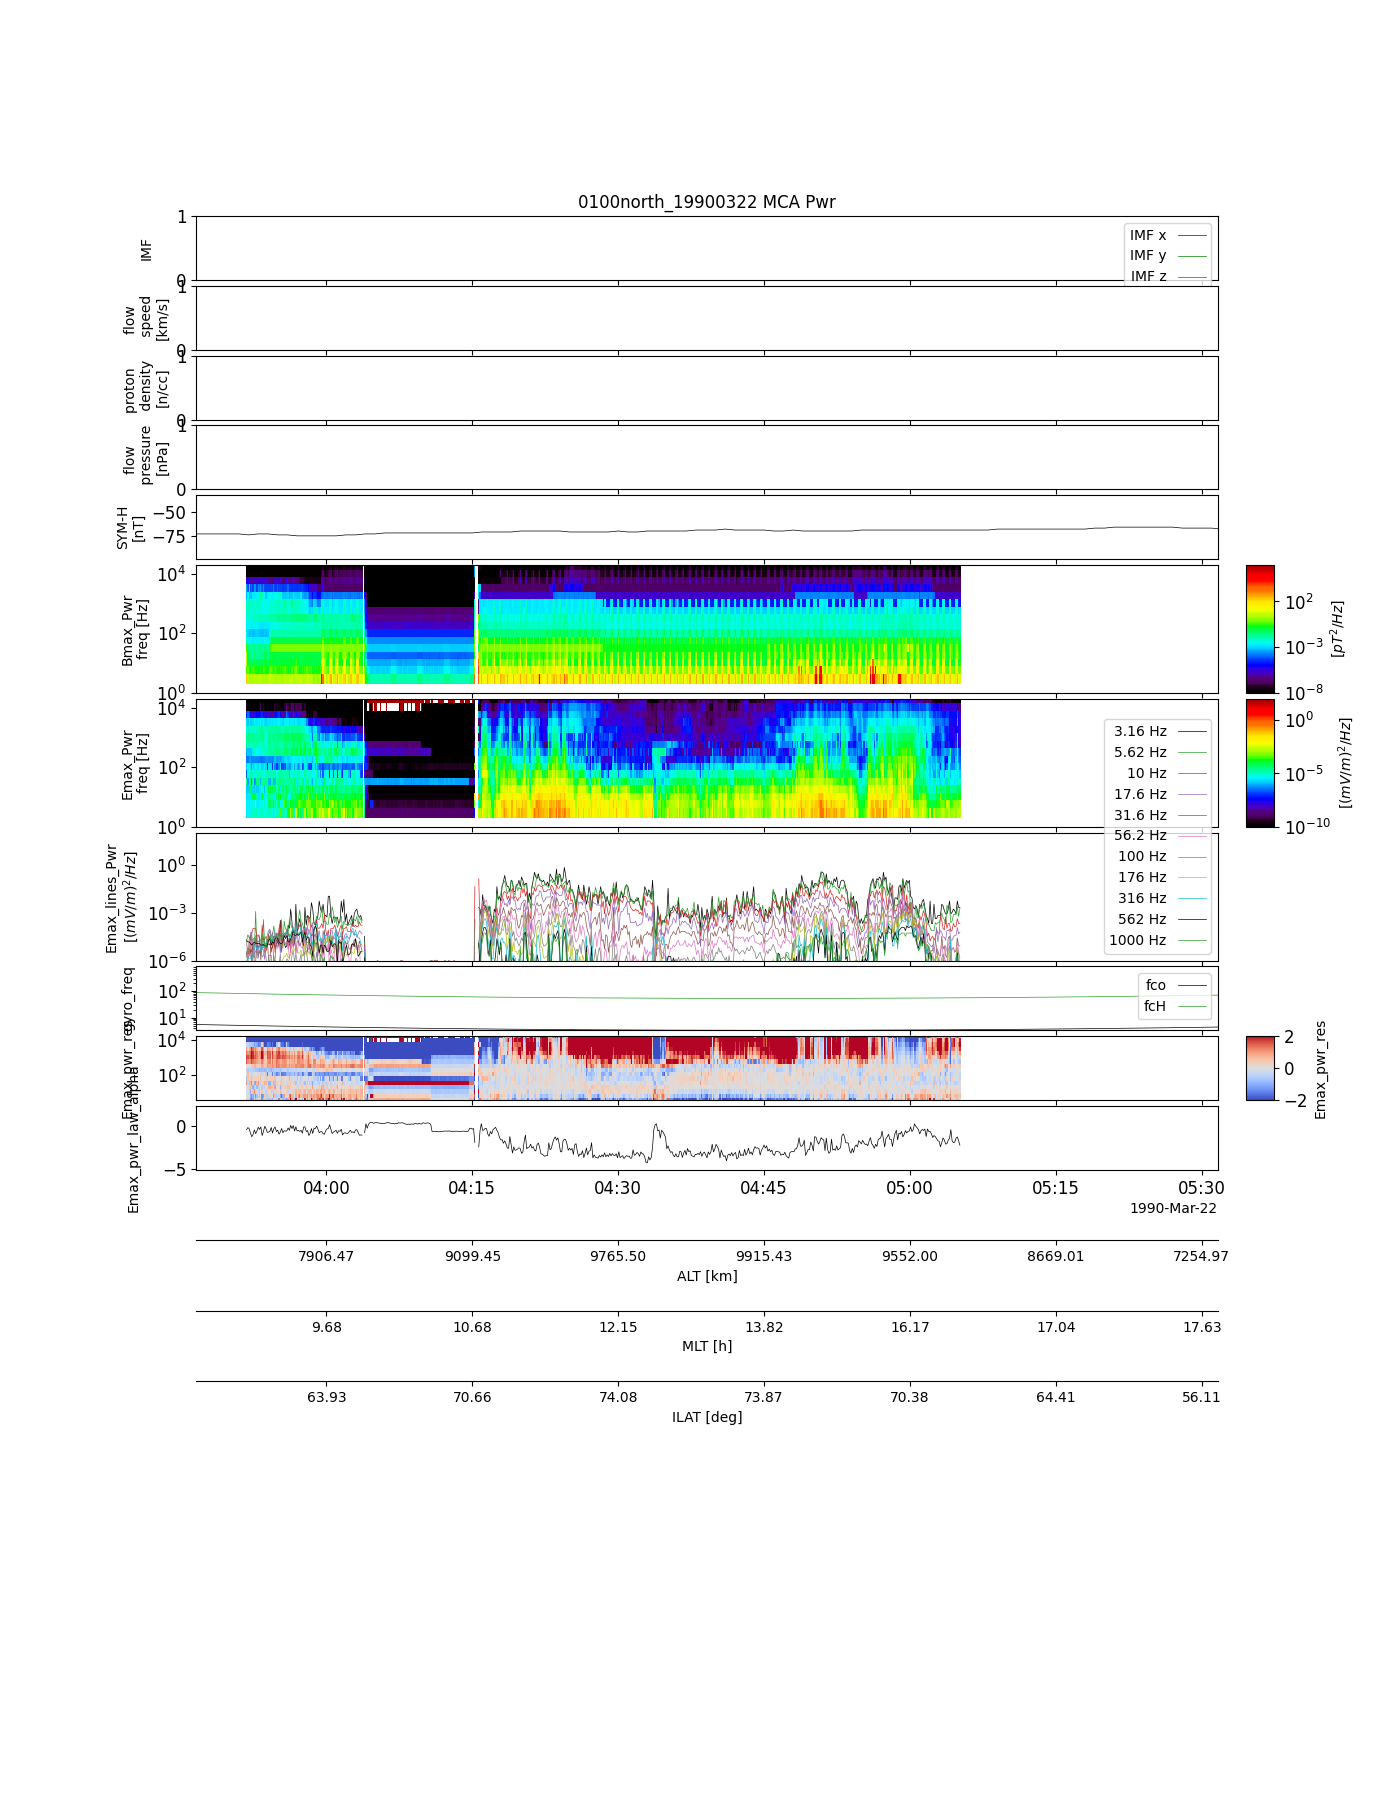 0100north_19900322 MCA Pwr
1
IMF
0
IMF x
IMF y
IMF z
1
flow
speed
[km/s]
0
1
proton
density
[n/cc]
0
1
flow
pressure
[nPa]
0
SYM-H
[nT]
−50
−75
Bmax_Pwr
freq [Hz]
10^4
10^2
10^0
10^2
10^-3
10^-8
[pT^2/Hz]
Emax_Pwr
freq [Hz]
10^4
10^2
10^0
10^0
10^-5
10^-10
[(mV/m)^2/Hz]
3.16 Hz
5.62 Hz
10 Hz
17.6 Hz
31.6 Hz
56.2 Hz
100 Hz
176 Hz
316 Hz
562 Hz
1000 Hz
Emax_lines_Pwr
[(mV/m)^2/Hz]
10^0
10^-3
10^-6
gyro_freq
10^2
10^1
fco
fcH
Emax_pwr_res
10^4
10^2
2
0
−2
Emax_pwr_res
Emax_pwr_law_alpha
0
−5
04:00 04:15 04:30 04:45 05:00 05:15 05:30
1990-Mar-22
7906.47 9099.45 9765.50 9915.43 9552.00 8669.01 7254.97
ALT [km]
9.68 10.68 12.15 13.82 16.17 17.04 17.63
MLT [h]
63.93 70.66 74.08 73.87 70.38 64.41 56.11
ILAT [deg]